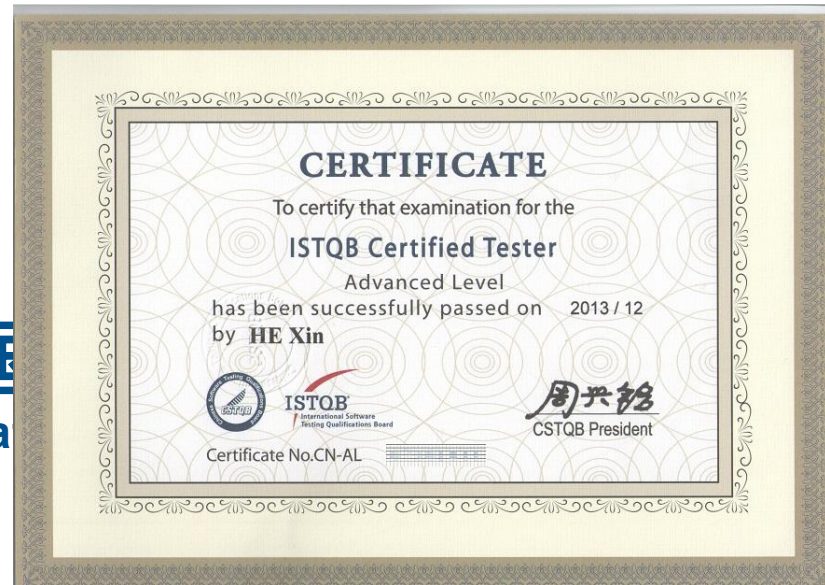 CERTIFICATE
To certify that examination for the
ISTQB Certified Tester
Advanced Level
has been successfully passed on 2013 / 12
by HE Xin
CSTQB
ISTQB
International Software
Testing Qualifications Board
周兴铭
CSTQB President
Certificate No.CN-AL